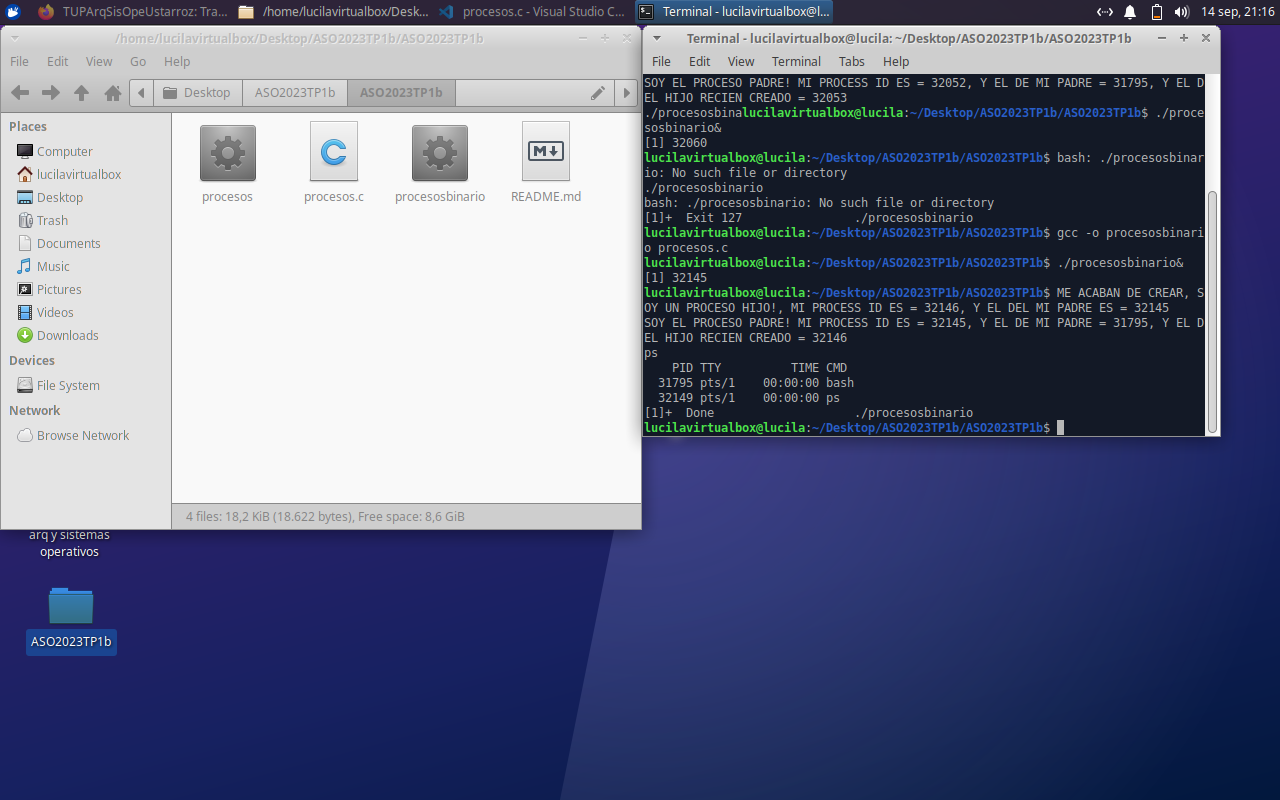 TUPArqSisOpeUstarroz: Tra...
/home/lucilavirtualbox/Desk...
procesos.c - Visual Studio C...
Terminal - lucilavirtualbox@l...
14 sep, 21:16
/home/lucilavirtualbox/Desktop/ASO2023TP1b/ASO2023TP1b
File Edit View Go Help
Desktop ASO2023TP1b ASO2023TP1b
Places
Computer
lucilavirtualbox
Desktop
Trash
Documents
Music
Pictures
Videos
Downloads
Devices
File System
Network
Browse Network
procesos
procesos.c
procesosbinario
README.md
4 files: 18,2 KiB (18.622 bytes), Free space: 8,6 GiB
Terminal - lucilavirtualbox@lucila: ~/Desktop/ASO2023TP1b/ASO2023TP1b
File Edit View Terminal Tabs Help
SOY EL PROCESO PADRE! MI PROCESS ID ES = 32052, Y EL DE MI PADRE = 31795, Y EL D
EL HIJO RECIEN CREADO = 32053
./procesosbinalucilavirtualbox@lucila:~/Desktop/ASO2023TP1b/ASO2023TP1b$ ./proce
sosbinario&
[1] 32060
lucilavirtualbox@lucila:~/Desktop/ASO2023TP1b/ASO2023TP1b$ bash: ./procesosbinar
io: No such file or directory
./procesosbinario
bash: ./procesosbinario: No such file or directory
[1]+  Exit 127                ./procesosbinario
lucilavirtualbox@lucila:~/Desktop/ASO2023TP1b/ASO2023TP1b$ gcc -o procesosbinari
o procesos.c
lucilavirtualbox@lucila:~/Desktop/ASO2023TP1b/ASO2023TP1b$ ./procesosbinario&
[1] 32145
lucilavirtualbox@lucila:~/Desktop/ASO2023TP1b/ASO2023TP1b$ ME ACABAN DE CREAR, S
OY UN PROCESO HIJO!, MI PROCESS ID ES = 32146, Y EL DEL MI PADRE ES = 32145
SOY EL PROCESO PADRE! MI PROCESS ID ES = 32145, Y EL DE MI PADRE = 31795, Y EL D
EL HIJO RECIEN CREADO = 32146
ps
    PID TTY          TIME CMD
  31795 pts/1    00:00:00 bash
  32149 pts/1    00:00:00 ps
[1]+  Done                    ./procesosbinario
lucilavirtualbox@lucila:~/Desktop/ASO2023TP1b/ASO2023TP1b$
arq y sistemas
operativos
ASO2023TP1b